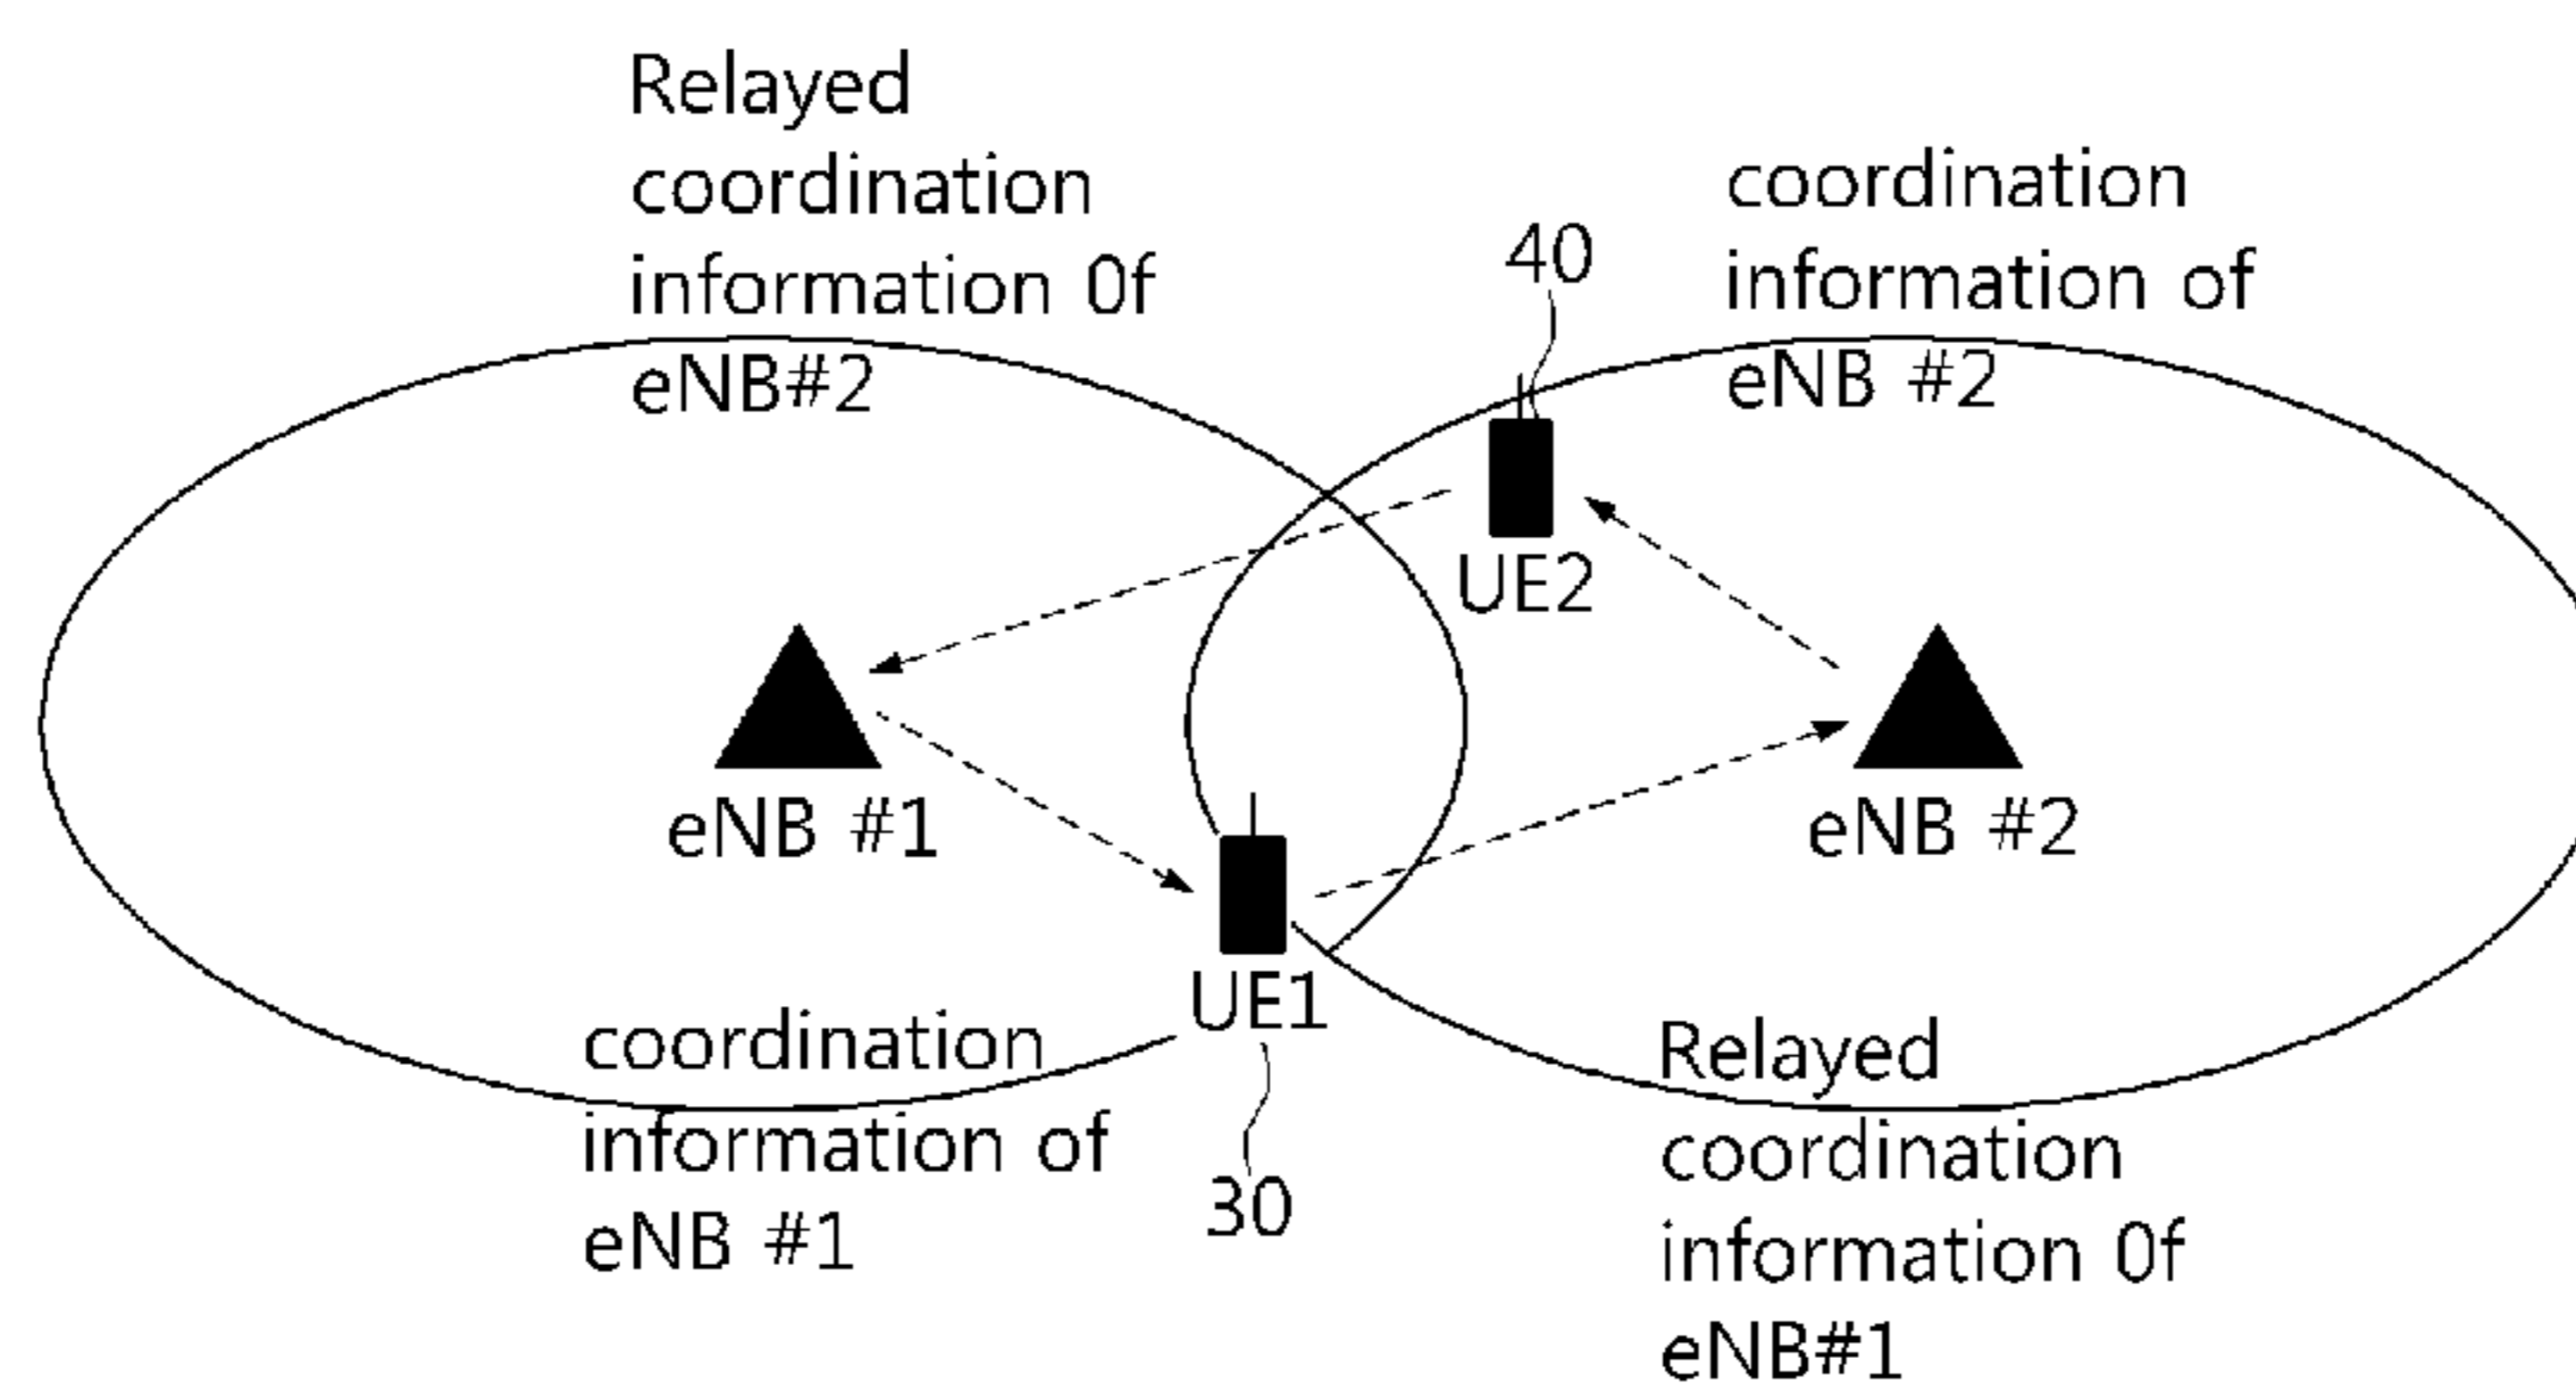 Relayed
coordination
information 0f
eNB#2
coordination
information of
eNB #2
40
UE2
eNB #1
eNB #2
UE1
coordination
information of
eNB #1
30
Relayed
coordination
information 0f
eNB#1